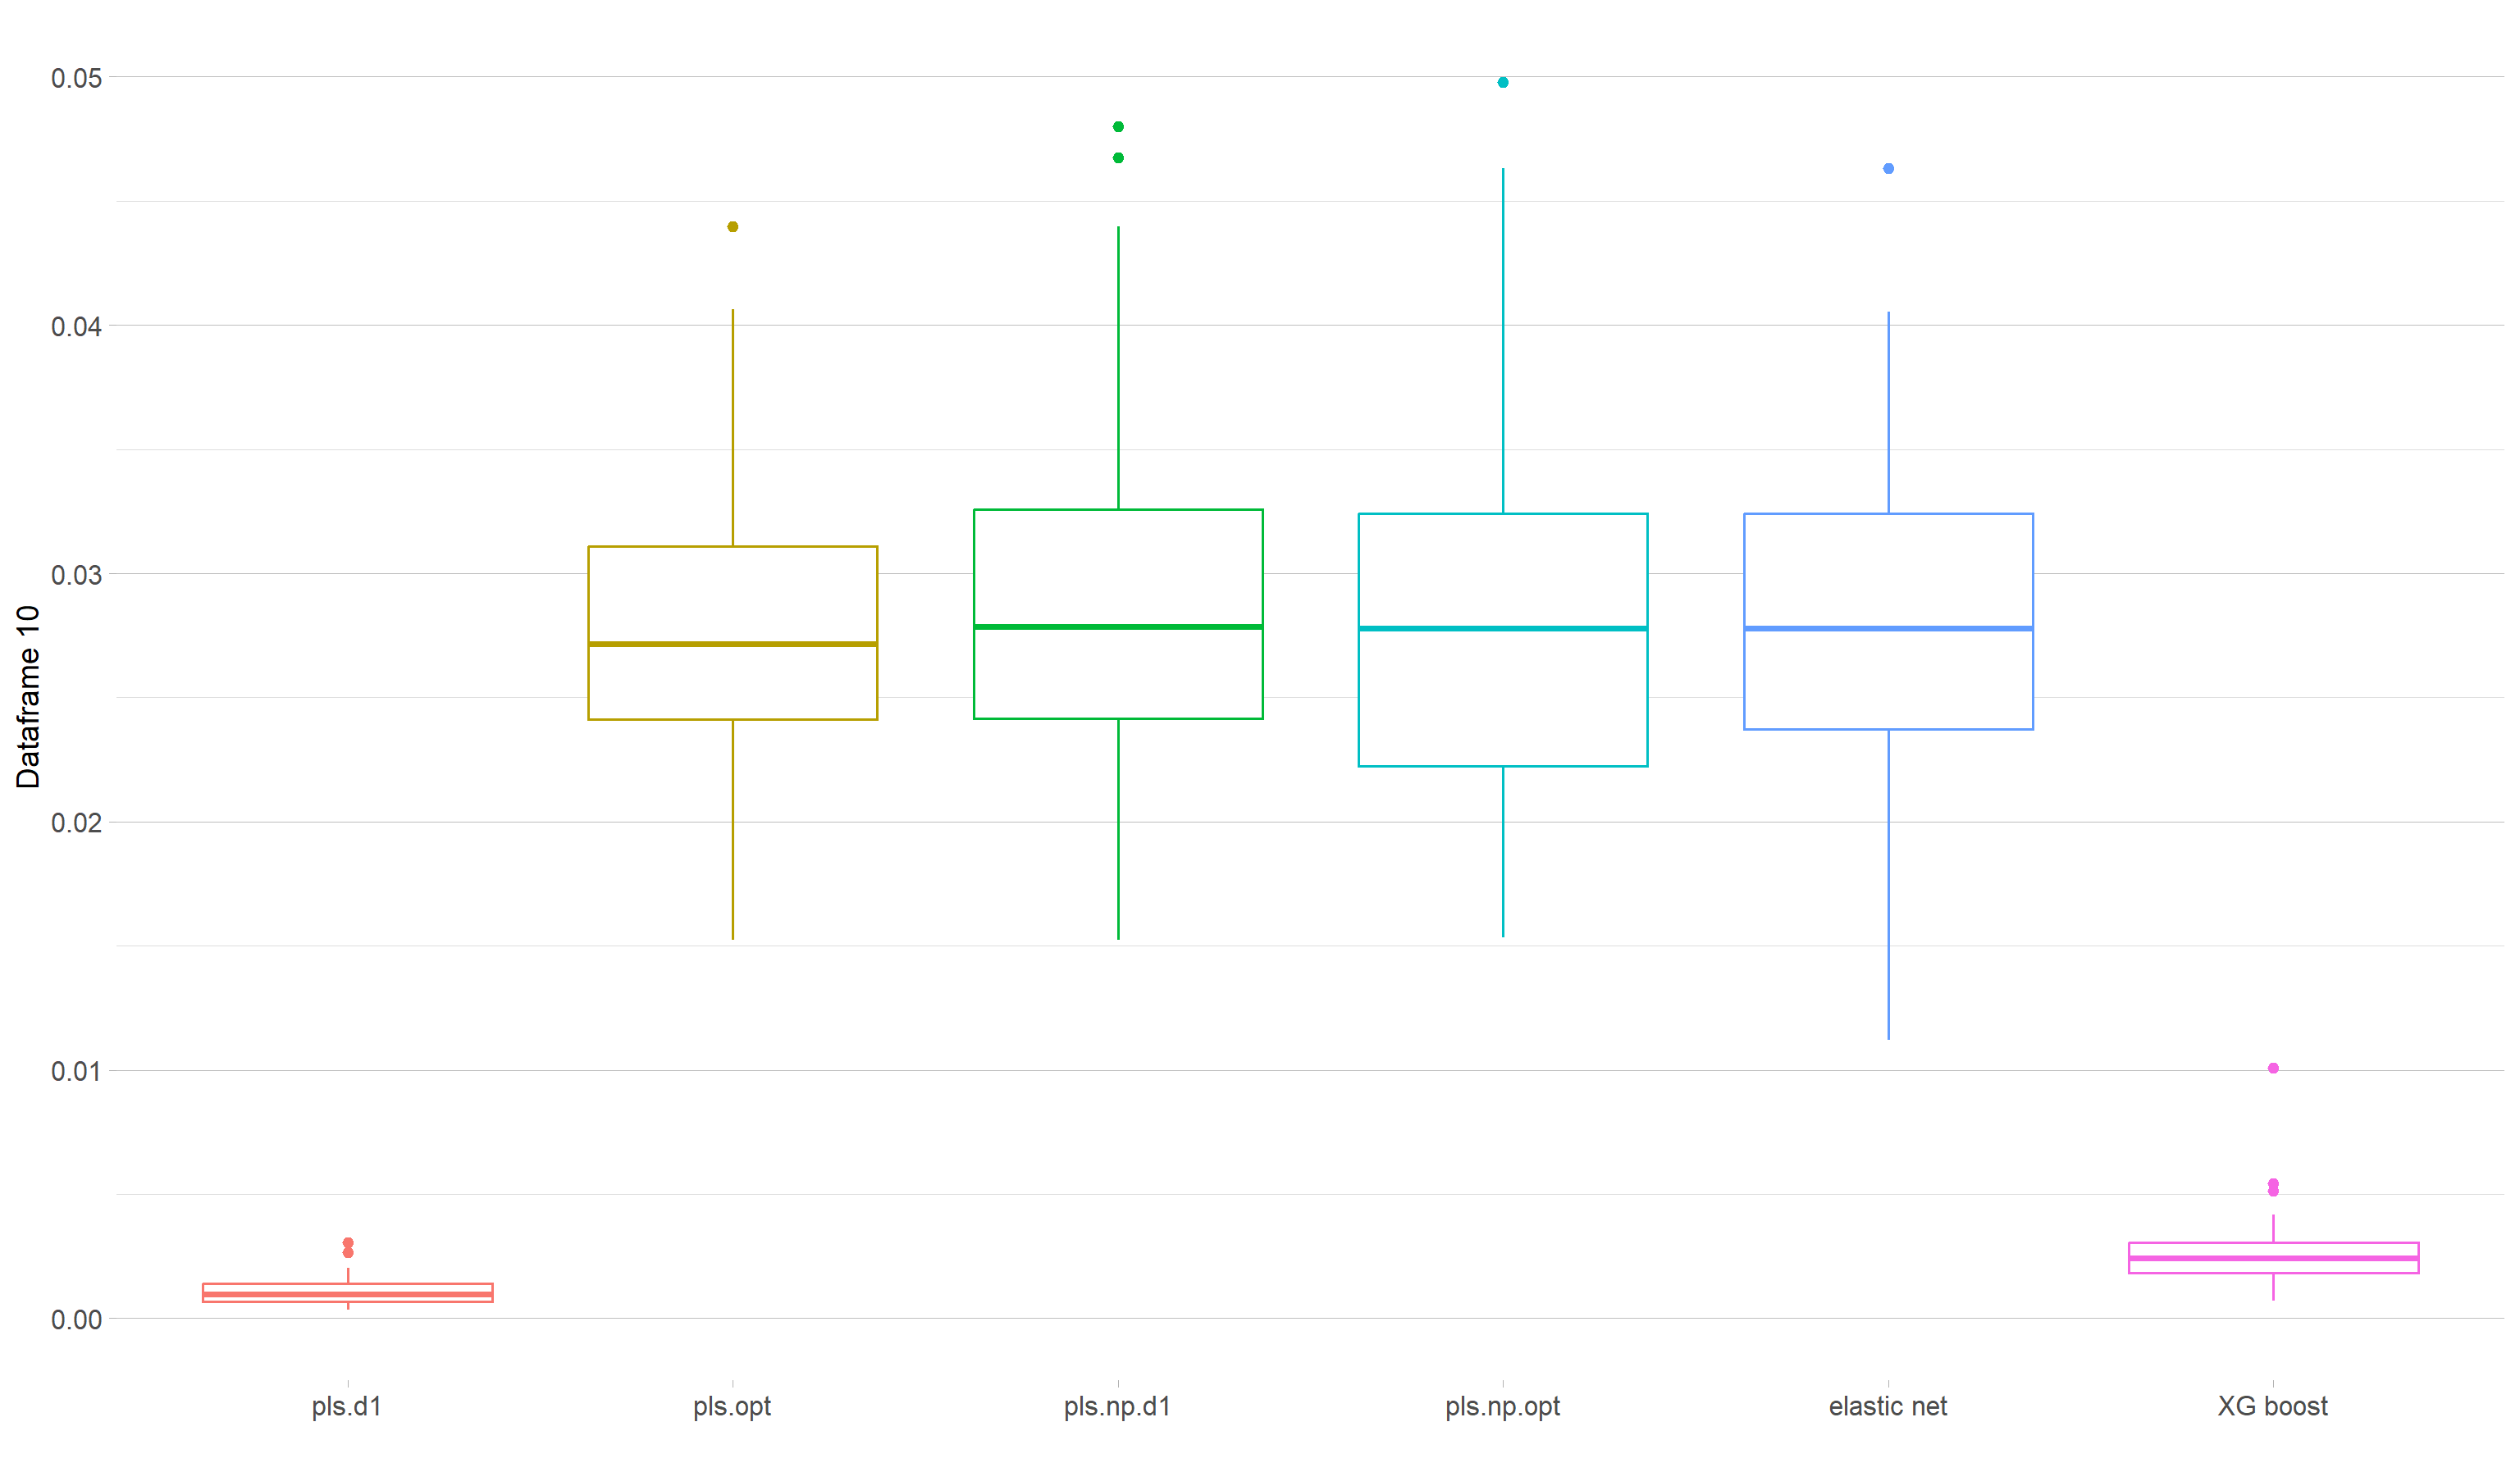 0.05
0.04
0.03
0.02
0.01
0.00
Dataframe 10
pls.d1
pls.opt
pls.np.d1
pls.np.opt
elastic net
XG boost